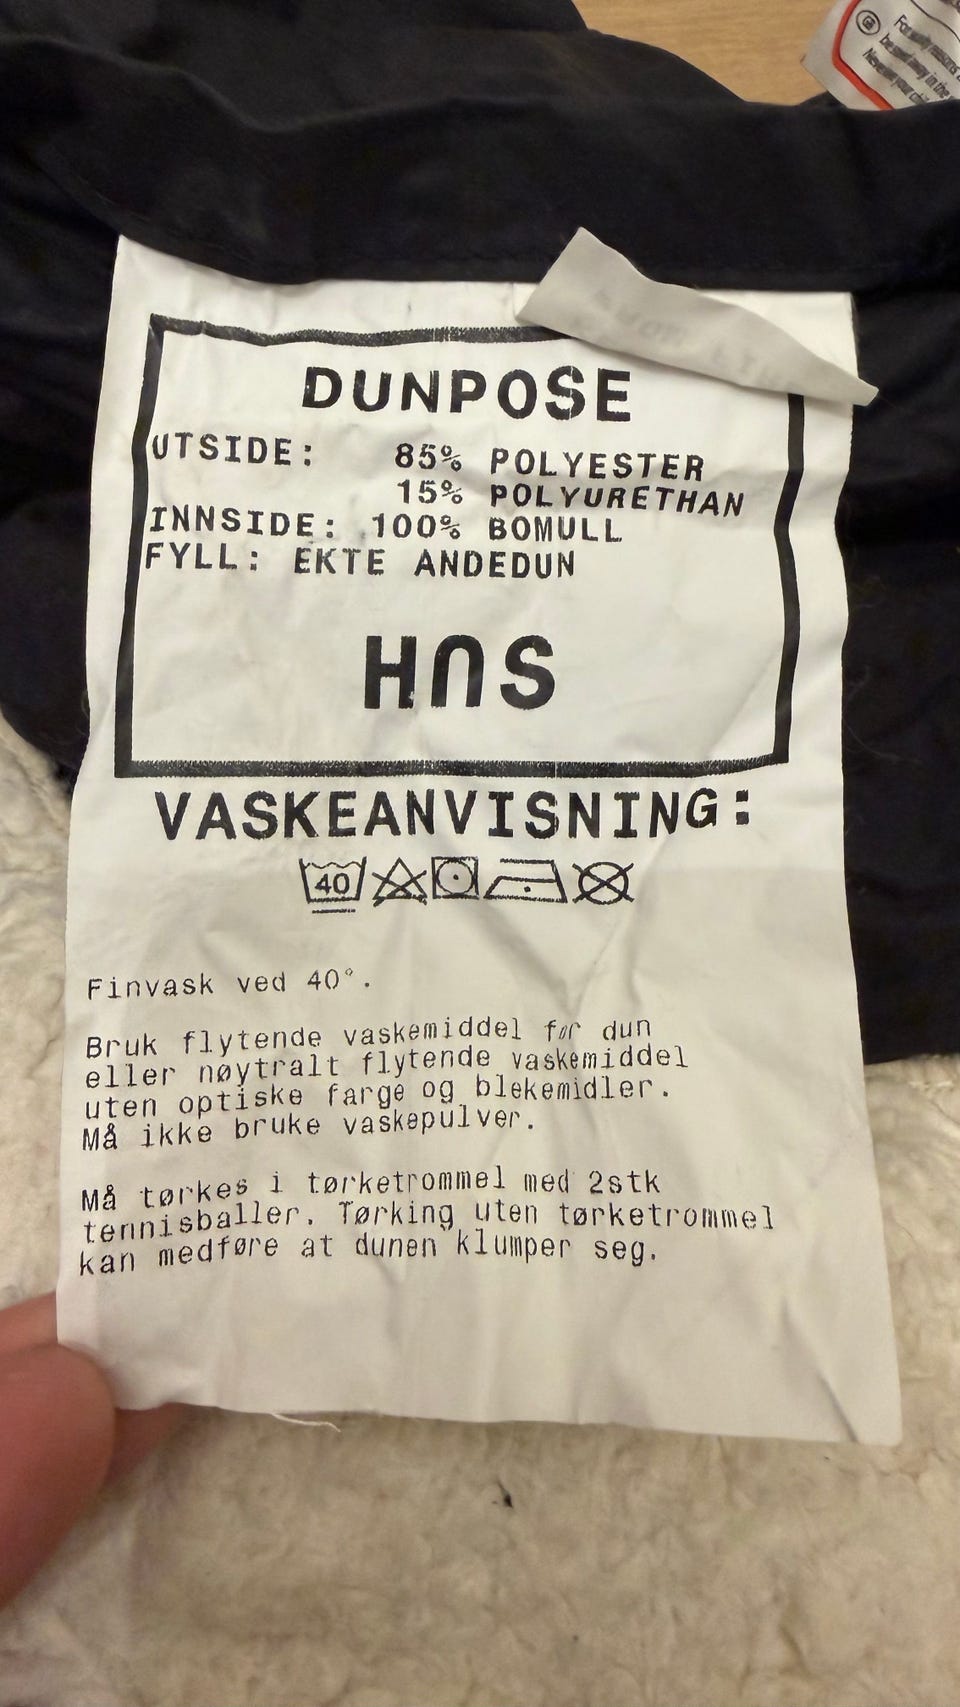 DUNPOSE
UTSIDE: 85% POLYESTER
15% POLYURETHAN
INNSIDE: 100% BOMULL
FYLL: EKTE ANDEDUN
HUS
VASKEANVISNING:
40
Finvask ved 40°.
Bruk flytende vaskemiddel for dun
eller nøytralt flytende vaskemiddel
uten optiske farge og blekemidler.
Må ikke bruke vaskepulver.
Må tørkes i tørketrommel med 2stk
tennisballer. Tørking uten tørketrommel
kan medføre at dunen klumper seg.